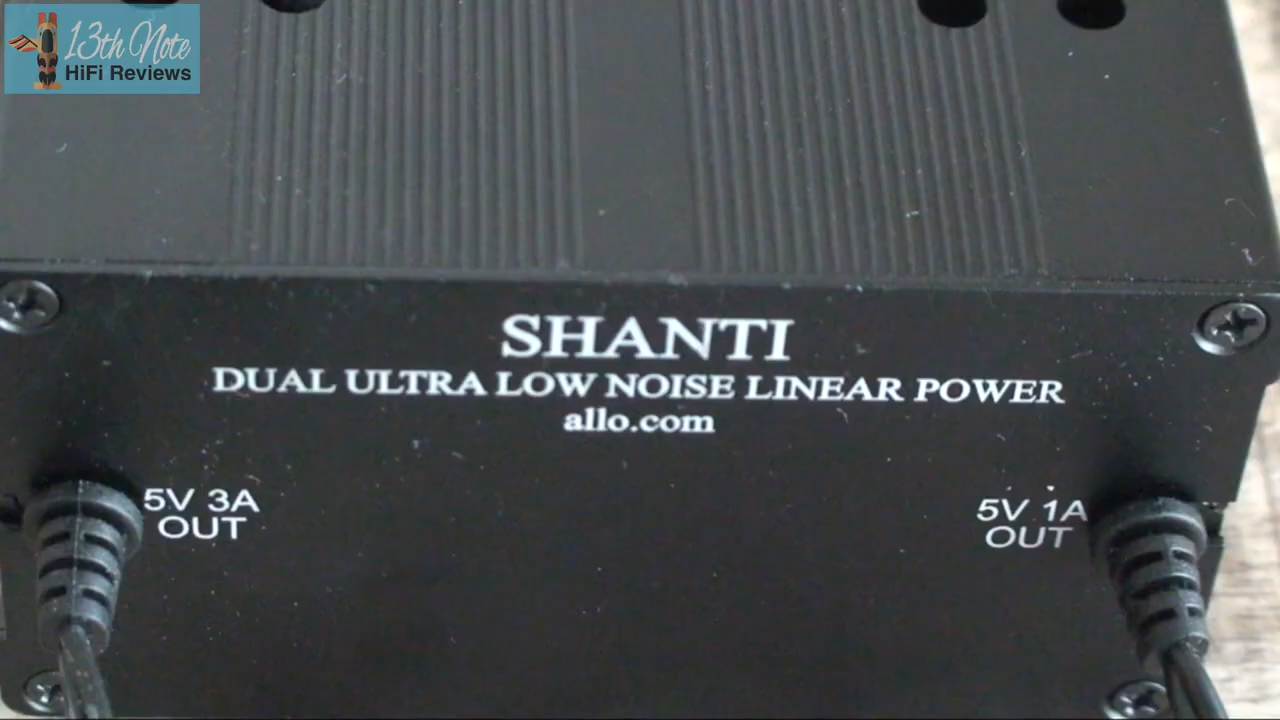 13th Note
HiFi Reviews
SHANTI
DUAL ULTRA LOW NOISE LINEAR POWER
allo.com
5V 3A
OUT
5V 1A
OUT